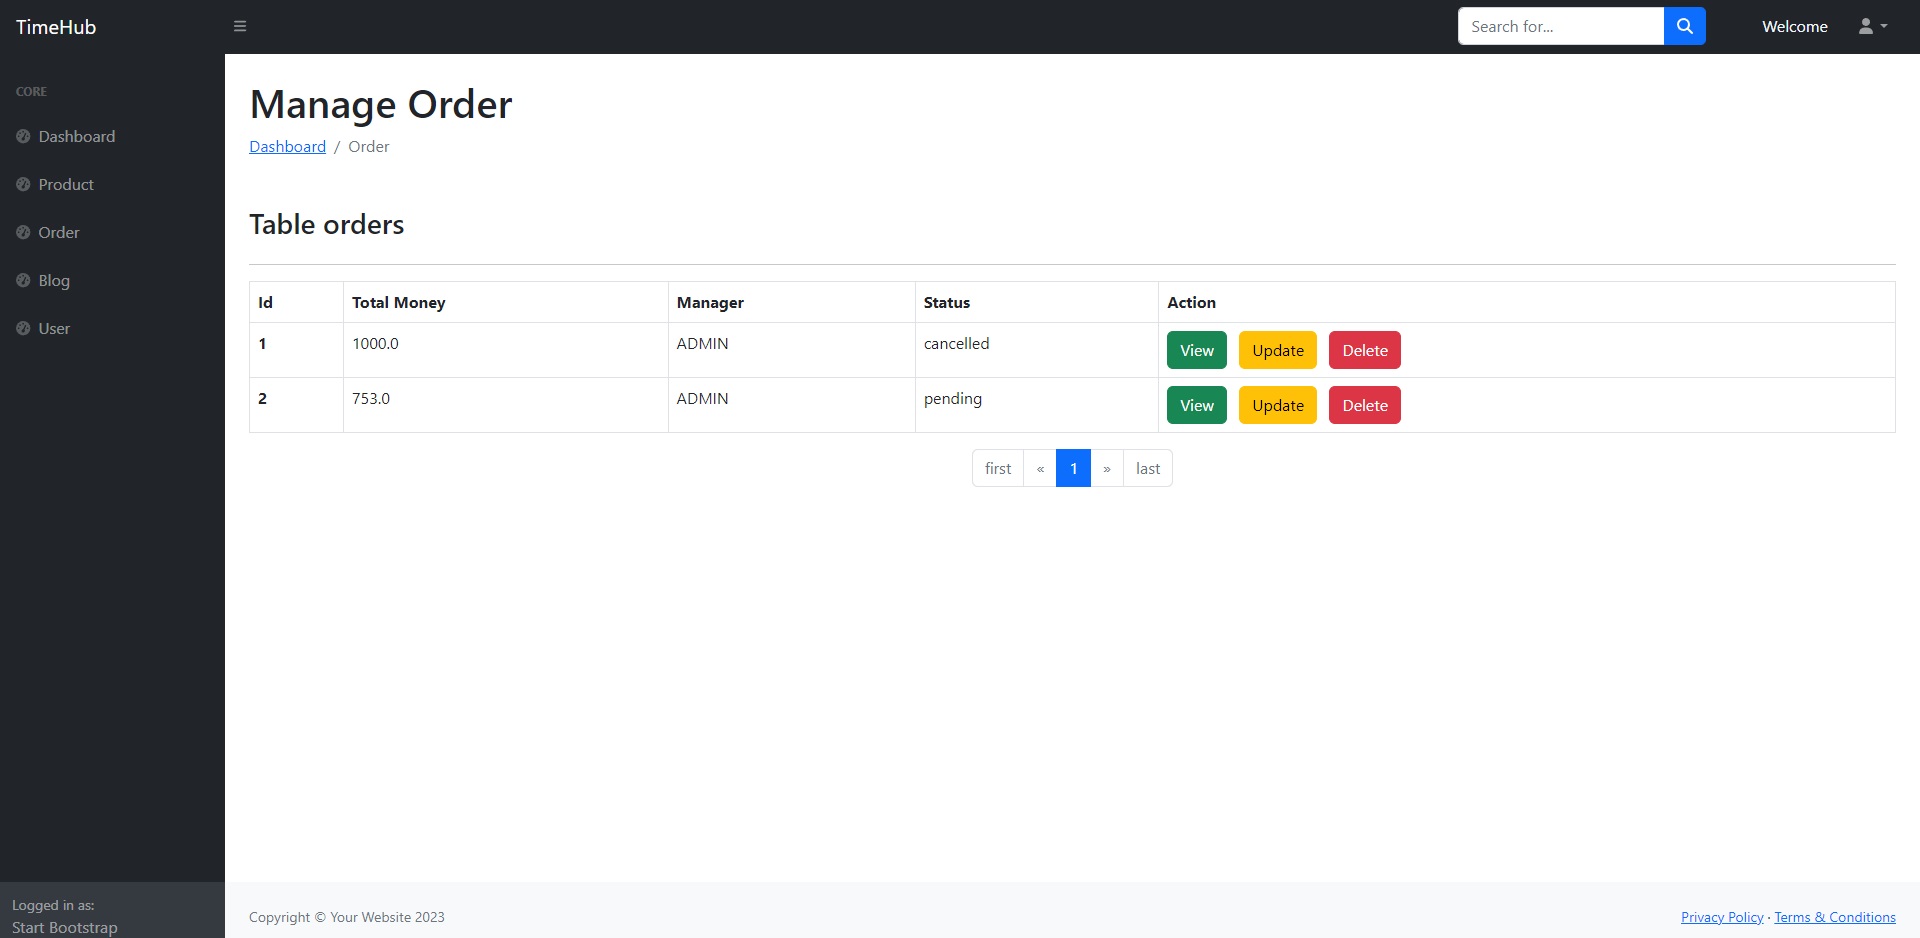 TimeHub
Search for...
Welcome
CORE
Dashboard
Product
Order
Blog
User
Manage Order
Dashboard / Order
Table orders
Id Total Money Manager Status Action
1 1000.0 ADMIN cancelled View Update Delete
2 753.0 ADMIN pending View Update Delete
first « 1 » last
Logged in as:
Start Bootstrap
Copyright © Your Website 2023
Privacy Policy · Terms & Conditions